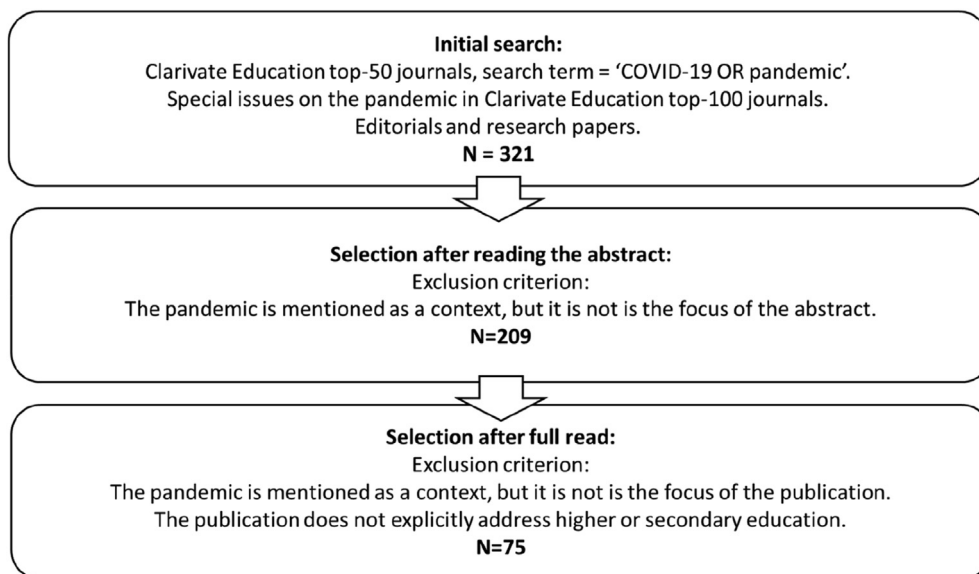 Initial search:
Clarivate Education top-50 journals, search term = ‘COVID-19 OR pandemic’.
Special issues on the pandemic in Clarivate Education top-100 journals.
Editorials and research papers.
N = 321
Selection after reading the abstract:
Exclusion criterion:
The pandemic is mentioned as a context, but it is not is the focus of the abstract.
N=209
Selection after full read:
Exclusion criterion:
The pandemic is mentioned as a context, but it is not is the focus of the publication.
The publication does not explicitly address higher or secondary education.
N=75